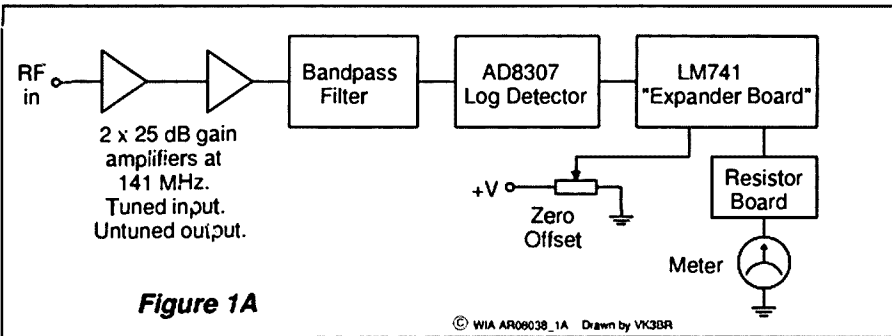 RF
in
2 x 25 dB gain
amplifiers at
141 MHz.
Tuned input.
Untuned output.
Bandpass
Filter
AD8307
Log Detector
LM741
"Expander Board"
+V
Zero
Offset
Resistor
Board
Meter
Figure 1A
© WIA AR08038_1A Drawn by VK3BR